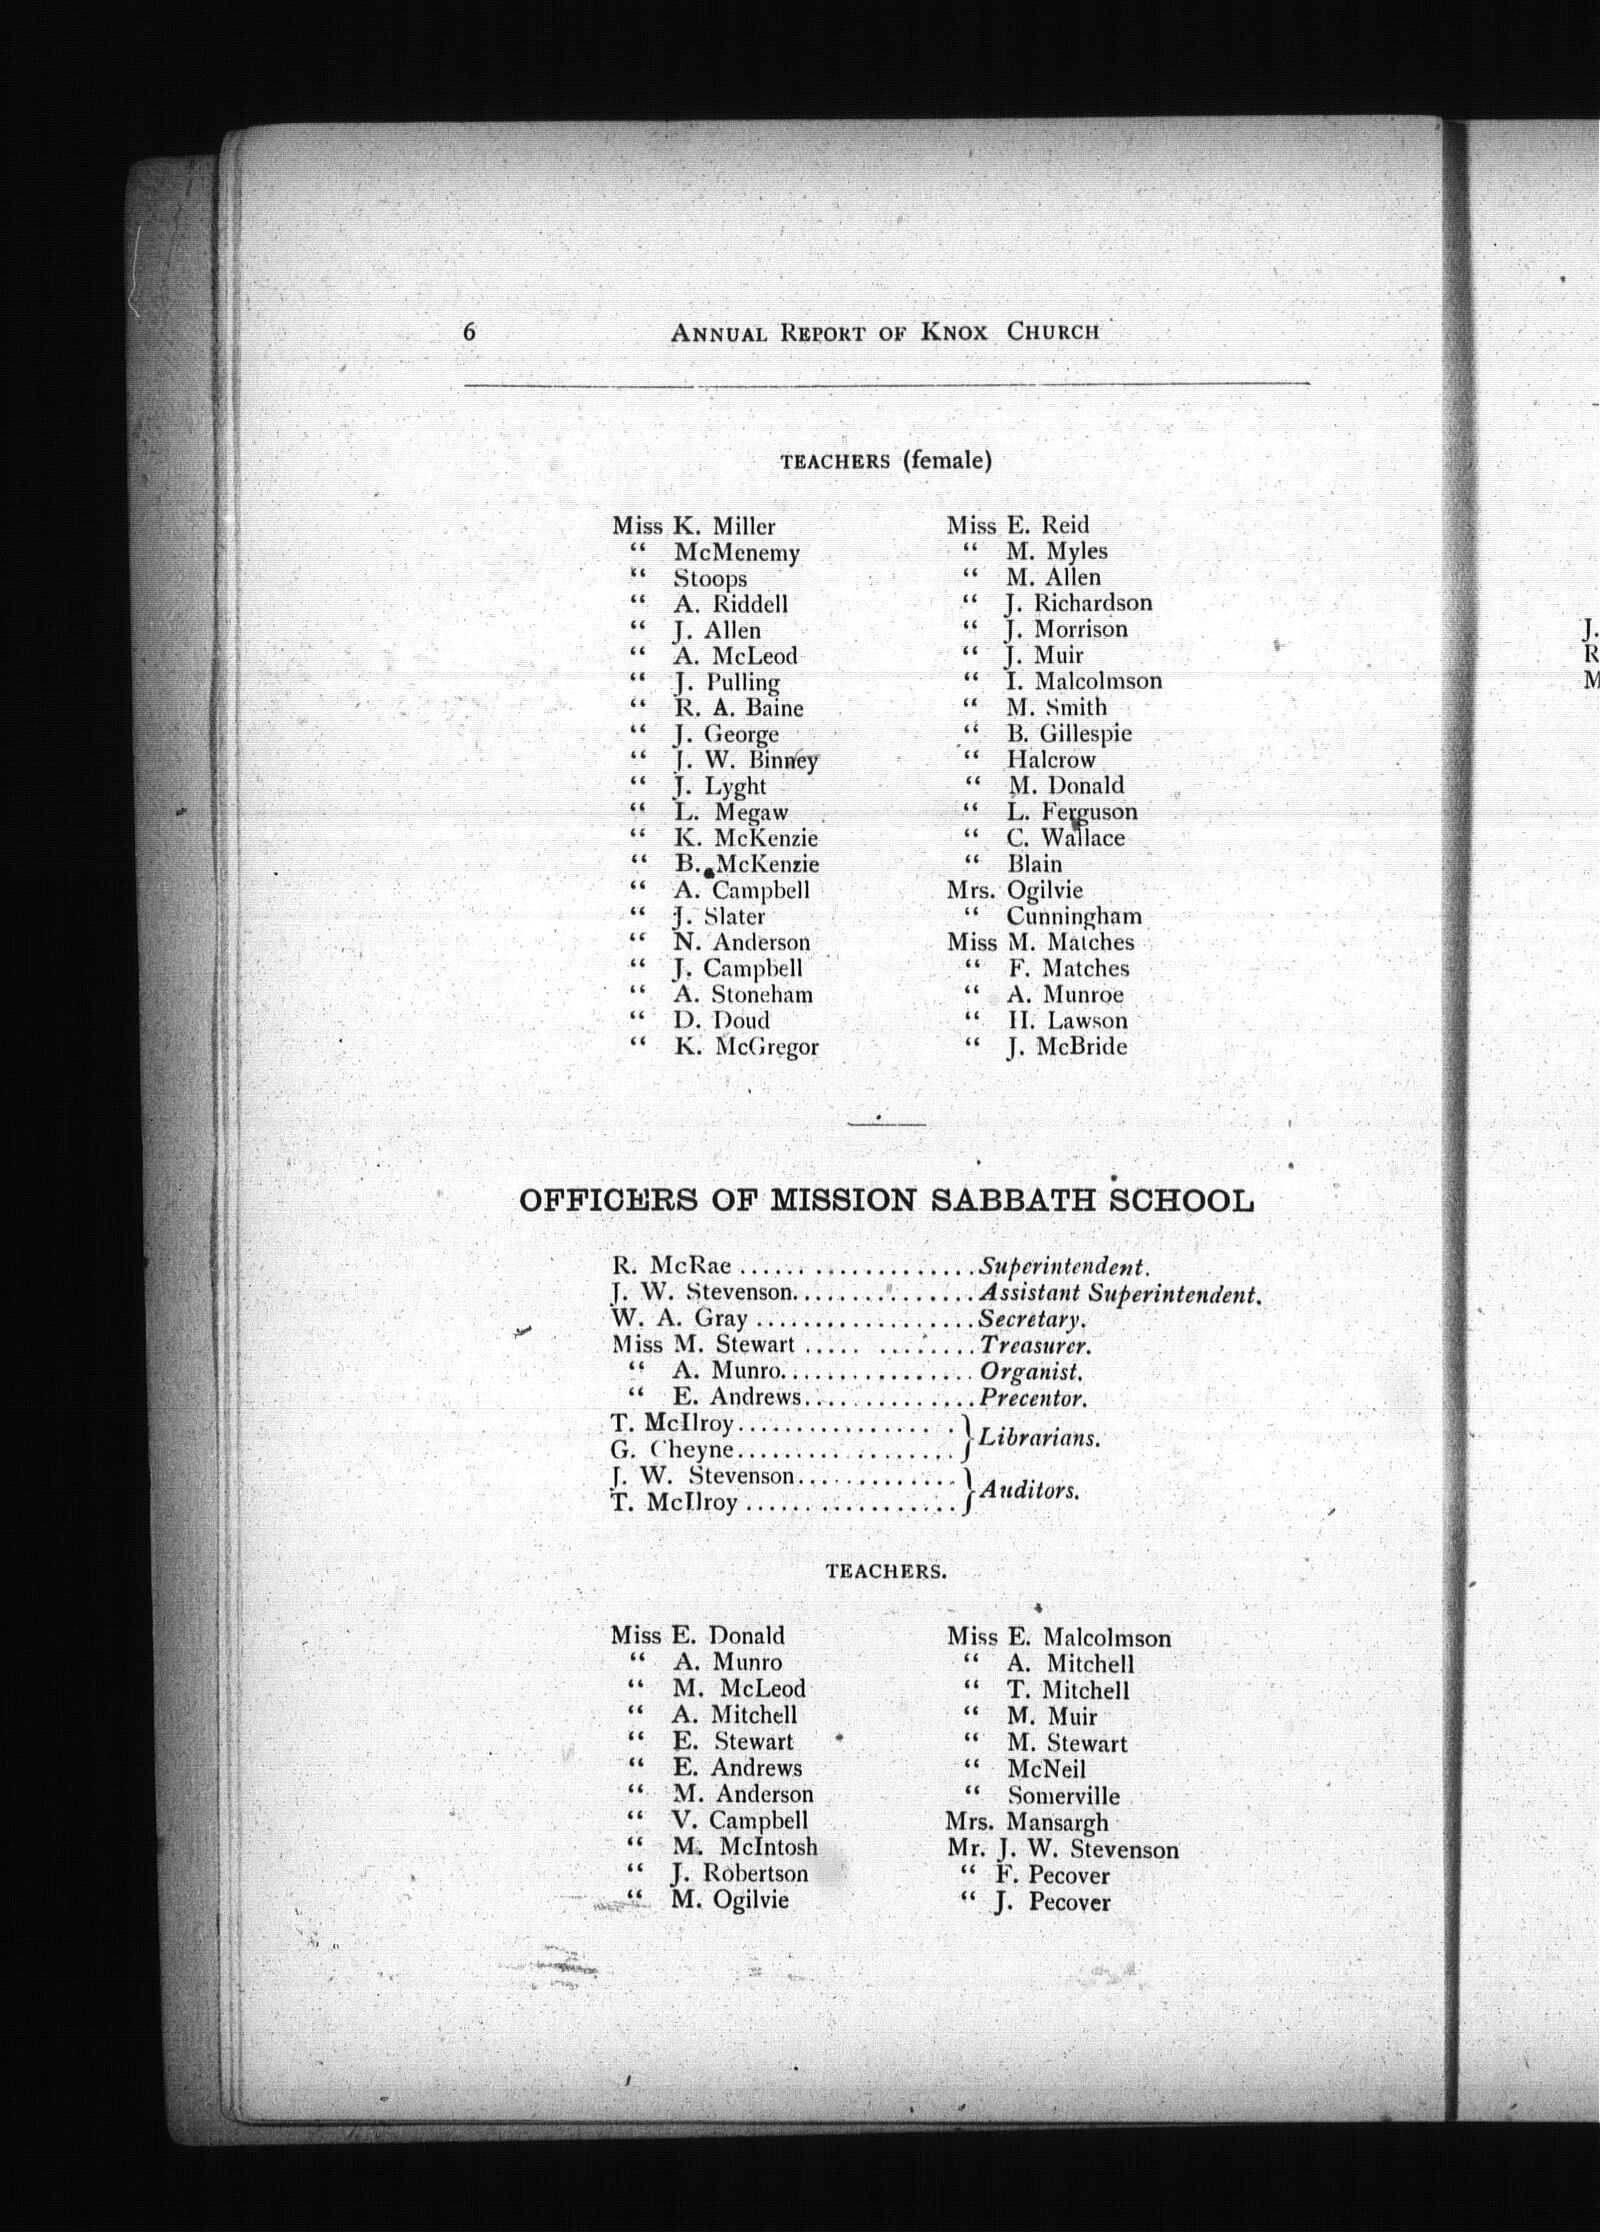 6 ANNUAL REPORT OF KNOX CHURCH
TEACHERS (female)
Miss K. Miller
“ McMenemy
“ Stoops
“ A. Riddell
“ J. Allen
“ A. McLeod
“ J. Pulling
“ R. A. Baine
“ J. George
“ J. W. Binney
“ J. Lyght
“ L. Megaw
“ K. McKenzie
“ B. McKenzie
“ A. Campbell
“ J. Slater
“ N. Anderson
“ J. Campbell
“ A. Stoneham
“ D. Doud
“ K. McGregor
Miss E. Reid
“ M. Myles
“ M. Allen
“ J. Richardson
“ J. Morrison
“ J. Muir
“ I. Malcolmson
“ M. Smith
“ B. Gillespie
“ Halcrow
“ M. Donald
“ L. Ferguson
“ C. Wallace
“ Blain
Mrs. Ogilvie
“ Cunningham
Miss M. Matches
“ F. Matches
“ A. Munroe
“ H. Lawson
“ J. McBride
OFFICERS OF MISSION SABBATH SCHOOL
R. McRae .................... Superintendent.
J. W. Stevenson................ Assistant Superintendent.
W. A. Gray ................... Secretary.
Miss M. Stewart ..... ........ Treasurer.
“ A. Munro................. Organist.
“ E. Andrews............... Precentor.
T. McIlroy................... } Librarians.
G. Cheyne...................
J. W. Stevenson.............. } Auditors.
T. McIlroy ..................
TEACHERS.
Miss E. Donald
“ A. Munro
“ M. McLeod
“ A. Mitchell
“ E. Stewart
“ E. Andrews
“ M. Anderson
“ V. Campbell
“ M. McIntosh
“ J. Robertson
“ M. Ogilvie
Miss E. Malcolmson
“ A. Mitchell
“ T. Mitchell
“ M. Muir
“ M. Stewart
“ McNeil
“ Somerville
Mrs. Mansargh
Mr. J. W. Stevenson
“ F. Pecover
“ J. Pecover
J.
R
M